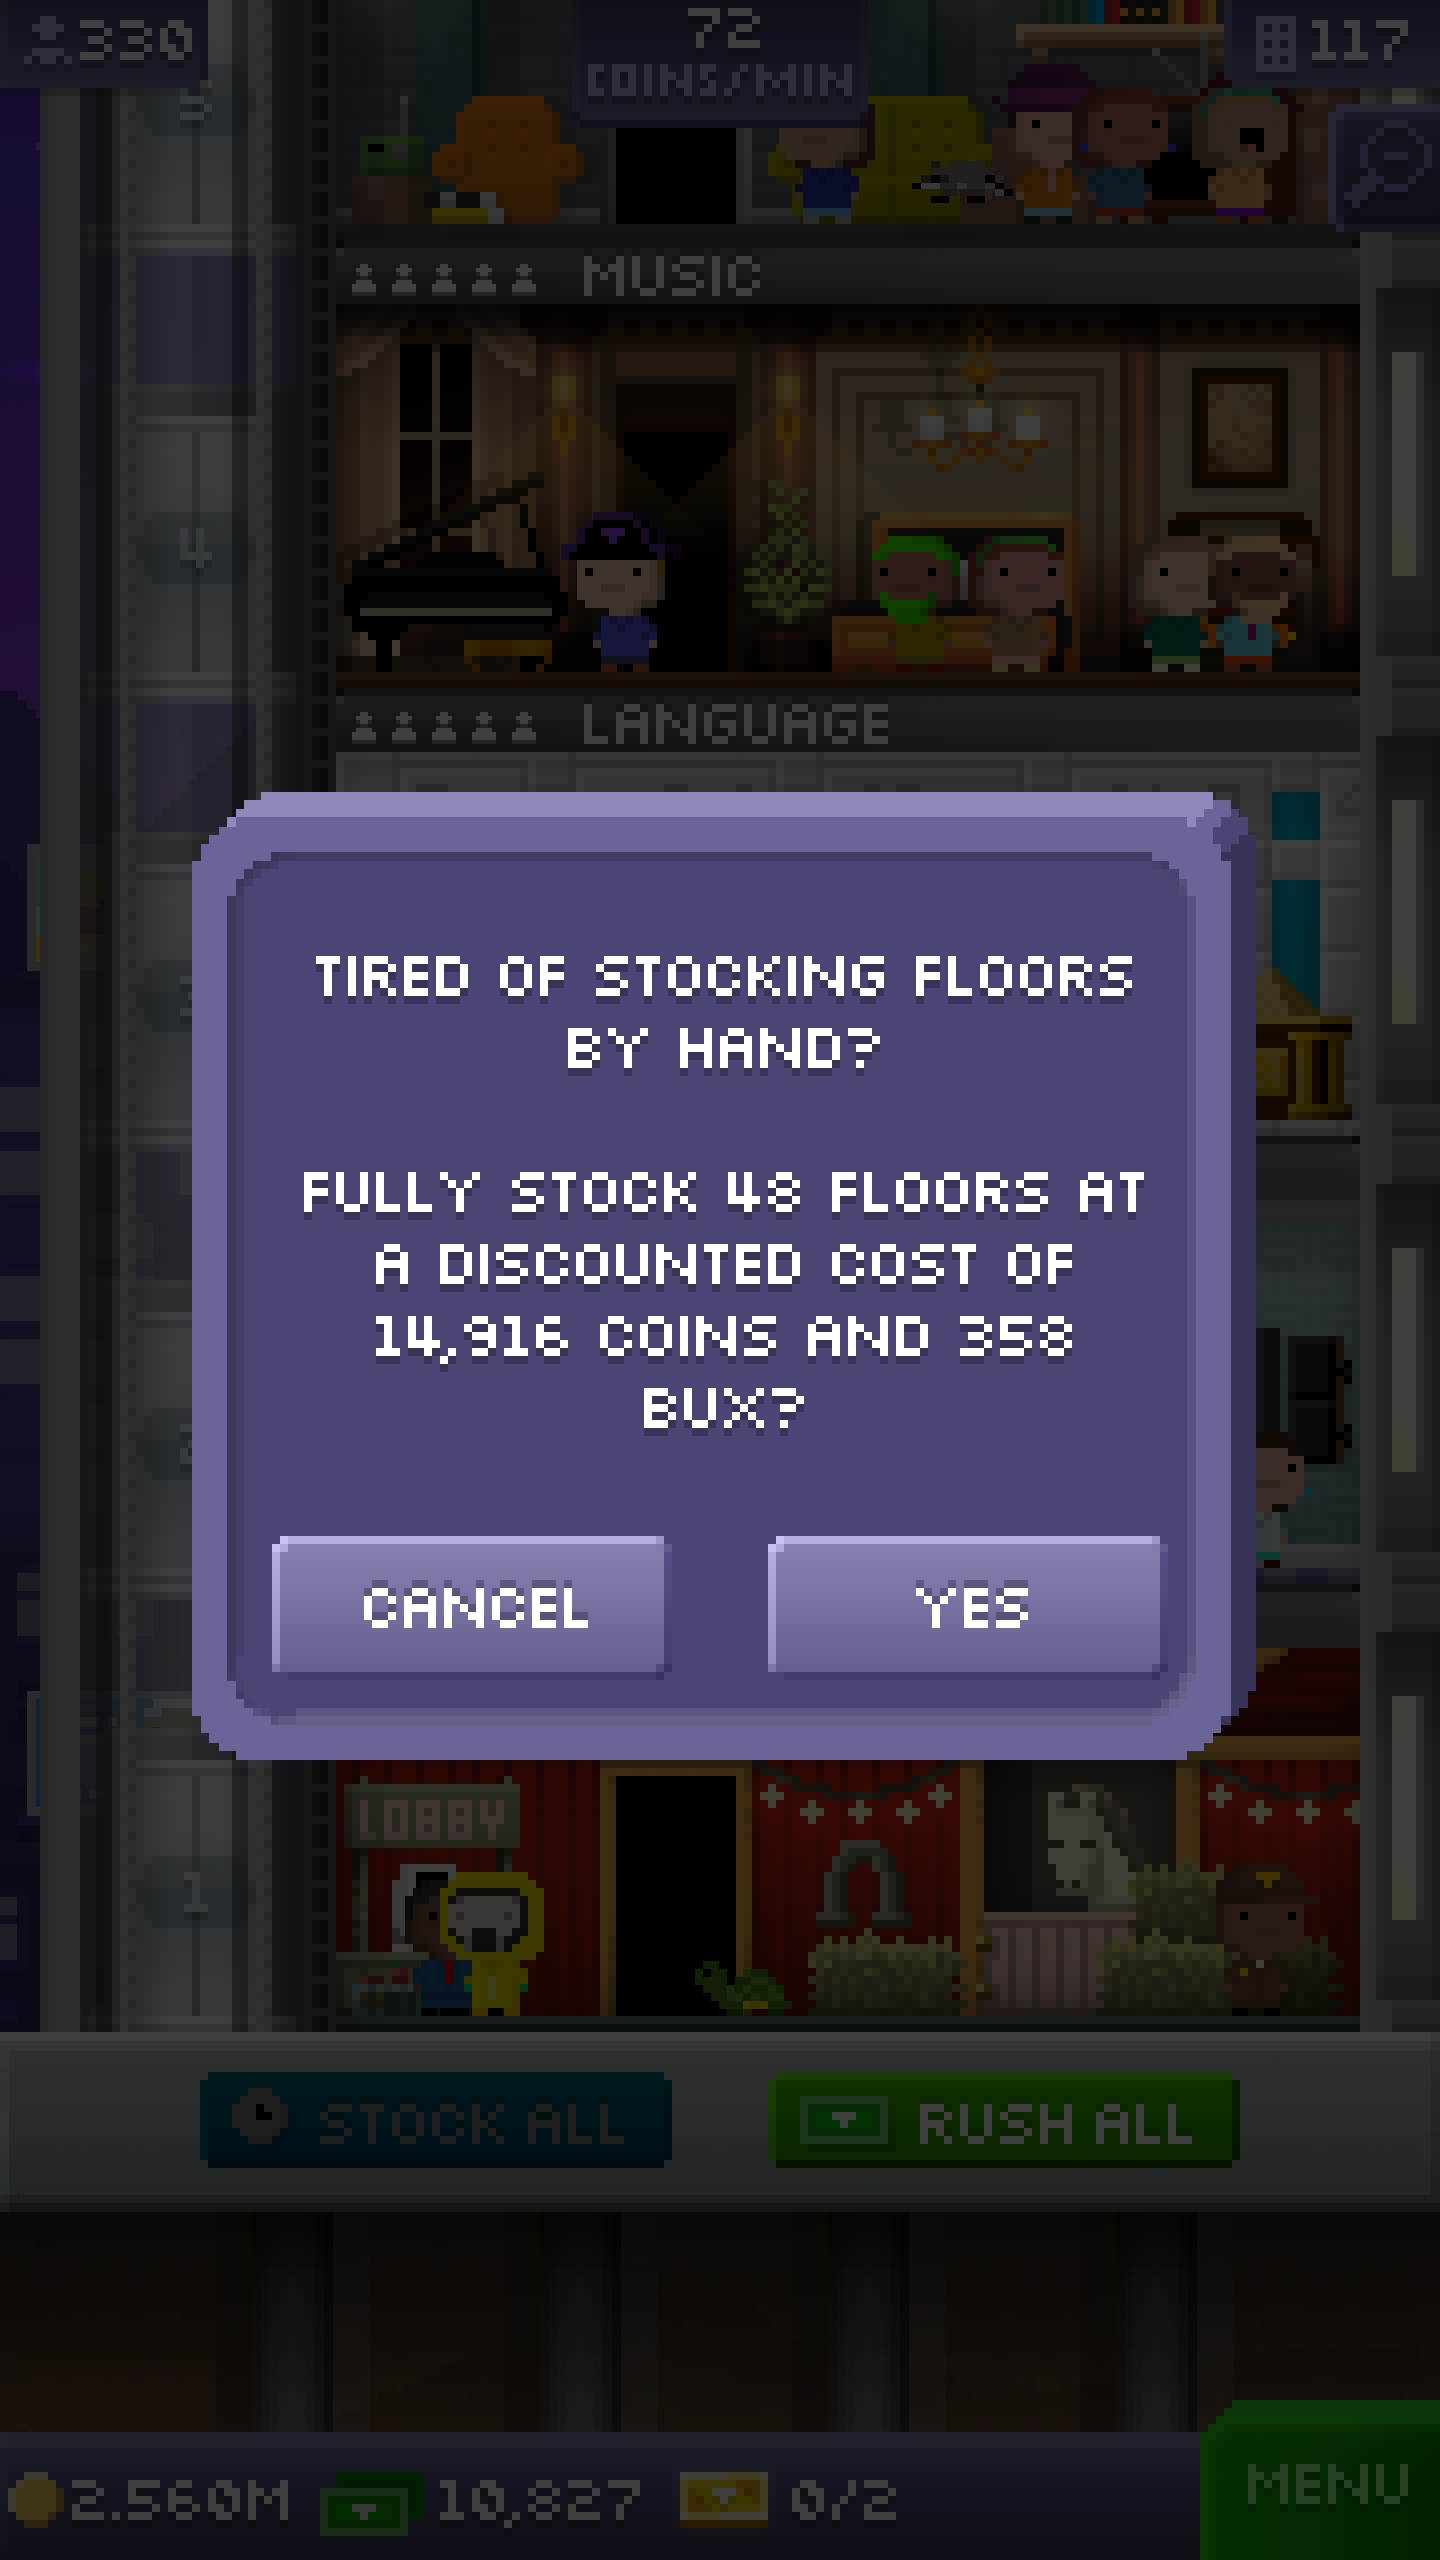 330
72
COINS/MIN
117
5
MUSIC
4
LANGUAGE
TIRED OF STOCKING FLOORS
BY HAND?
FULLY STOCK 48 FLOORS AT
A DISCOUNTED COST OF
14,916 COINS AND 358
BUX?
CANCEL
YES
LOBBY
1
STOCK ALL
RUSH ALL
2.560M
10,827
0/2
MENU